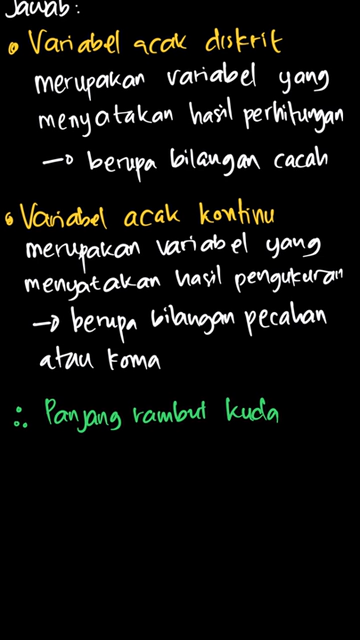 Jawab :
• Variabel acak diskrit
merupakan variabel yang
menyatakan hasil perhitungan
→ berupa bilangan cacah
• Variabel acak kontinu
merupakan variabel yang
menyatakan hasil pengukuran
→ berupa bilangan pecahan
atau koma
∴ Panjang rambut kuda